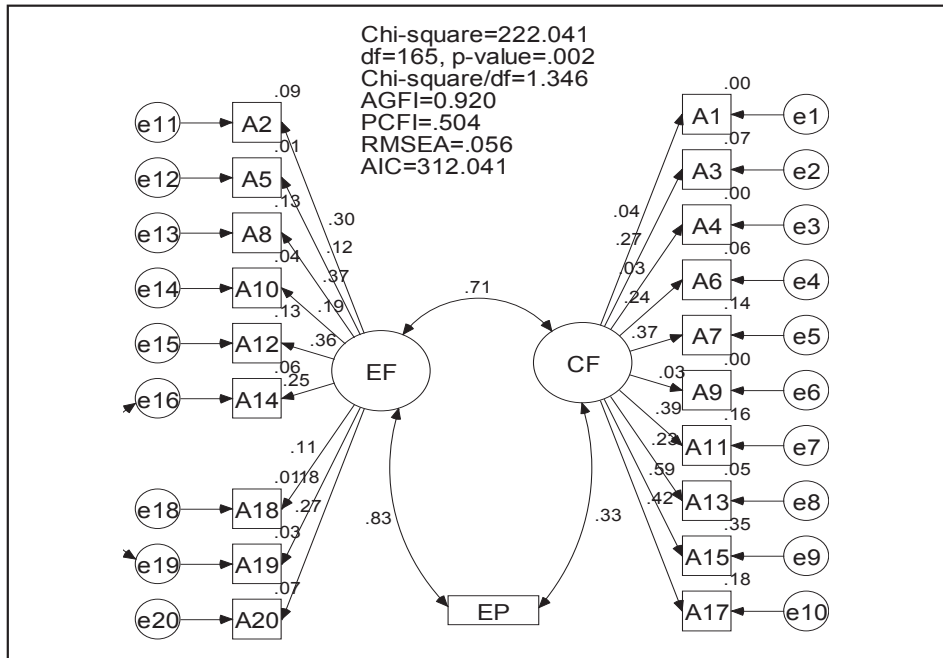 Chi-square=222.041
df=165, p-value=.002
Chi-square/df=1.346
AGFI=0.920
PCFI=.504
RMSEA=.056
AIC=312.041
.09
e11 A2
.01
e12 A5
.13
e13 A8
.04
e14 A10
.13
e15 A12
.06
e16 A14
.01
e18 A18
.03
e19 A19
.07
e20 A20
.30
.12
.37
.19
.36
.25
.11
.18
.27
EF
.71
CF
.83
.33
EP
.04
.27
.03
.24
.37
.03
.39
.23
.59
.42
.00
A1 e1
.07
A3 e2
.00
A4 e3
.06
A6 e4
.14
A7 e5
.00
A9 e6
.16
A11 e7
.05
A13 e8
.35
A15 e9
.18
A17 e10